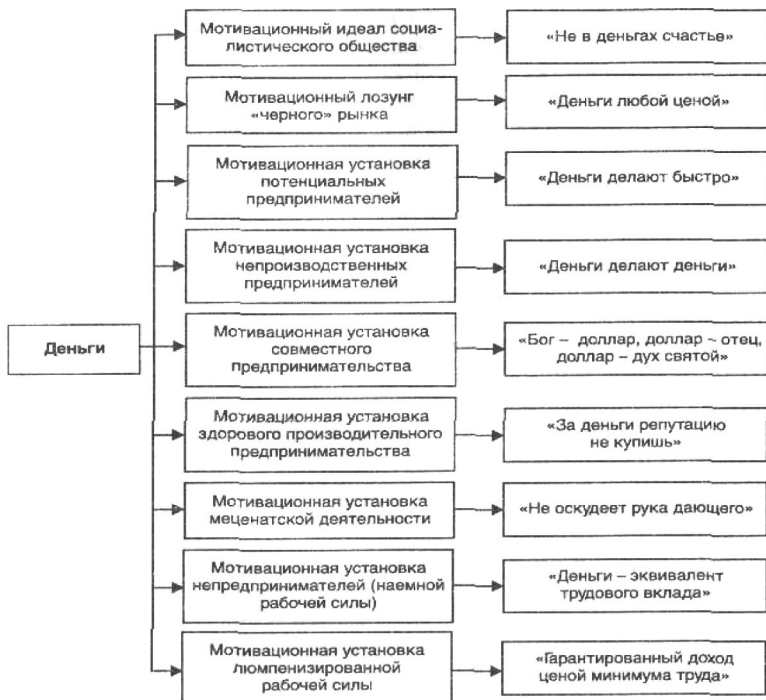 Мотивационный идеал социа-
листического общества
«Не в деньгах счастье»
Мотивационный лозунг
«черного» рынка
«Деньги любой ценой»
Мотивационная установка
потенциальных
предпринимателей
«Деньги делают быстро»
Мотивационная установка
непроизводственных
предпринимателей
«Деньги делают деньги»
Деньги
Мотивационная установка
совместного
предпринимательства
«Бог – доллар, доллар – отец,
доллар – дух святой»
Мотивационная установка
здорового производительного
предпринимательства
«За деньги репутацию
не купишь»
Мотивационная установка
меценатской деятельности
«Не оскудеет рука дающего»
Мотивационная установка
непредпринимателей (наемной
рабочей силы)
«Деньги – эквивалент
трудового вклада»
Мотивационная установка
люмпенизированной
рабочей силы
«Гарантированный доход
ценой минимума труда»